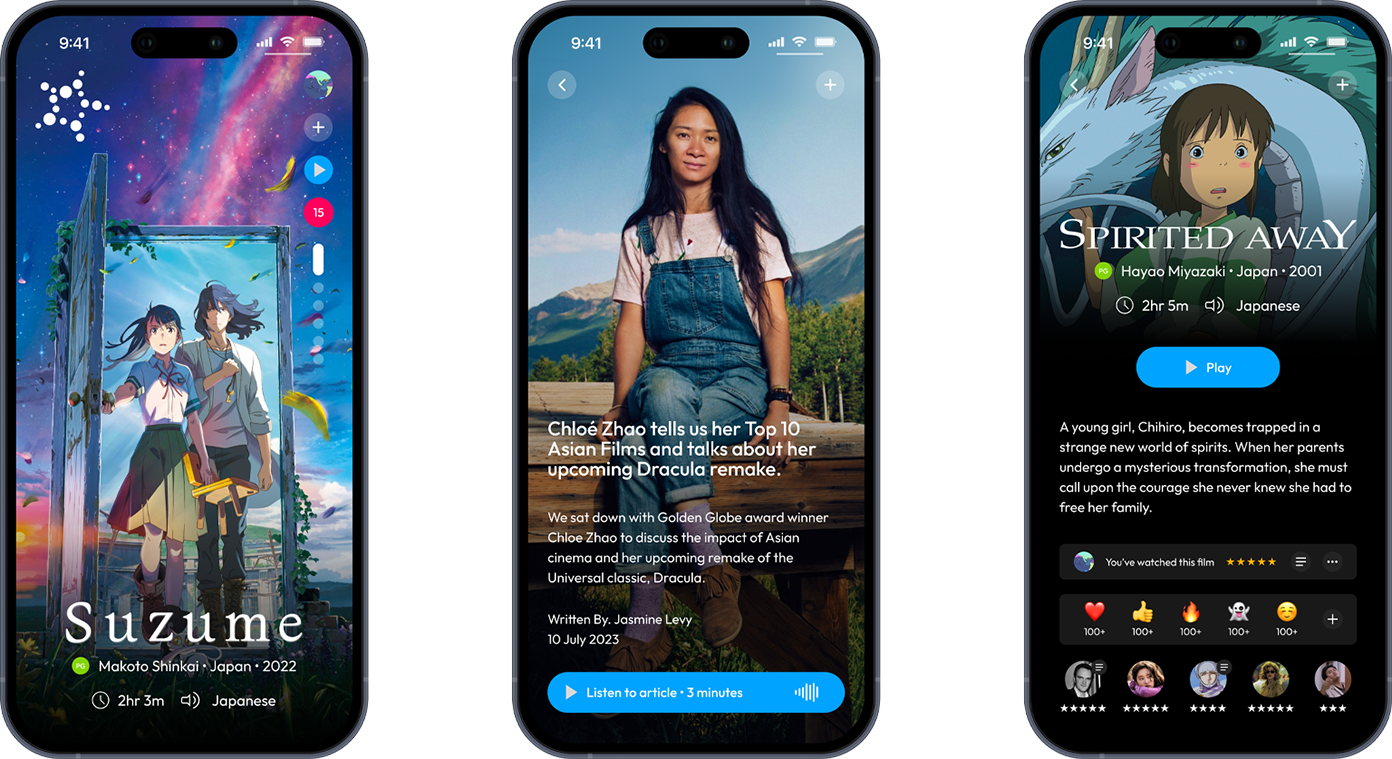 9:41
15
Suzume
PG Makoto Shinkai • Japan • 2022
2hr 3m Japanese
9:41
Chloé Zhao tells us her Top 10
Asian Films and talks about her
upcoming Dracula remake.
We sat down with Golden Globe award winner
Chloe Zhao to discuss the impact of Asian
cinema and her upcoming remake of the
Universal classic, Dracula.
Written By. Jasmine Levy
10 July 2023
Listen to article • 3 minutes
9:41
SPIRITED AWAY
PG Hayao Miyazaki • Japan • 2001
2hr 5m Japanese
Play
A young girl, Chihiro, becomes trapped in a
strange new world of spirits. When her parents
undergo a mysterious transformation, she must
call upon the courage she never knew she had to
free her family.
You've watched this film
100+ 100+ 100+ 100+ 100+